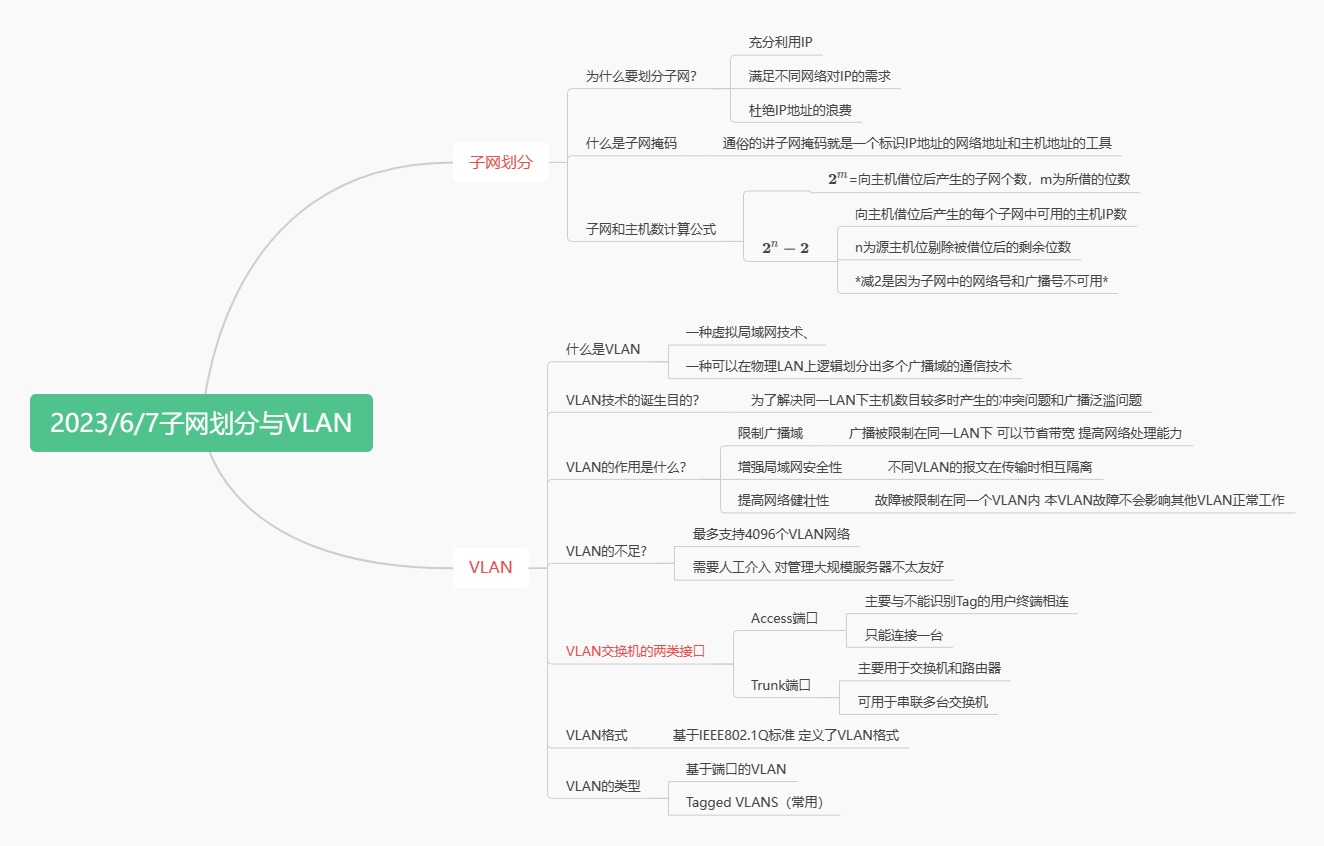 2023/6/7子网划分与VLAN
子网划分
为什么要划分子网?
充分利用IP
满足不同网络对IP的需求
杜绝IP地址的浪费
什么是子网掩码
通俗的讲子网掩码就是一个标识IP地址的网络地址和主机地址的工具
子网和主机数计算公式
2^m=向主机借位后产生的子网个数，m为所借的位数
2^n − 2
向主机借位后产生的每个子网中可用的主机IP数
n为源主机位剔除被借位后的剩余位数
*减2是因为子网中的网络号和广播号不可用*
VLAN
什么是VLAN
一种虚拟局域网技术、
一种可以在物理LAN上逻辑划分出多个广播域的通信技术
VLAN技术的诞生目的?
为了解决同一LAN下主机数目较多时产生的冲突问题和广播泛滥问题
VLAN的作用是什么?
限制广播域
广播被限制在同一LAN下 可以节省带宽 提高网络处理能力
增强局域网安全性
不同VLAN的报文在传输时相互隔离
提高网络健壮性
故障被限制在同一个VLAN内 本VLAN故障不会影响其他VLAN正常工作
VLAN的不足?
最多支持4096个VLAN网络
需要人工介入 对管理大规模服务器不太友好
VLAN交换机的两类接口
Access端口
主要与不能识别Tag的用户终端相连
只能连接一台
Trunk端口
主要用于交换机和路由器
可用于串联多台交换机
VLAN格式
基于IEEE802.1Q标准 定义了VLAN格式
VLAN的类型
基于端口的VLAN
Tagged VLANS（常用）